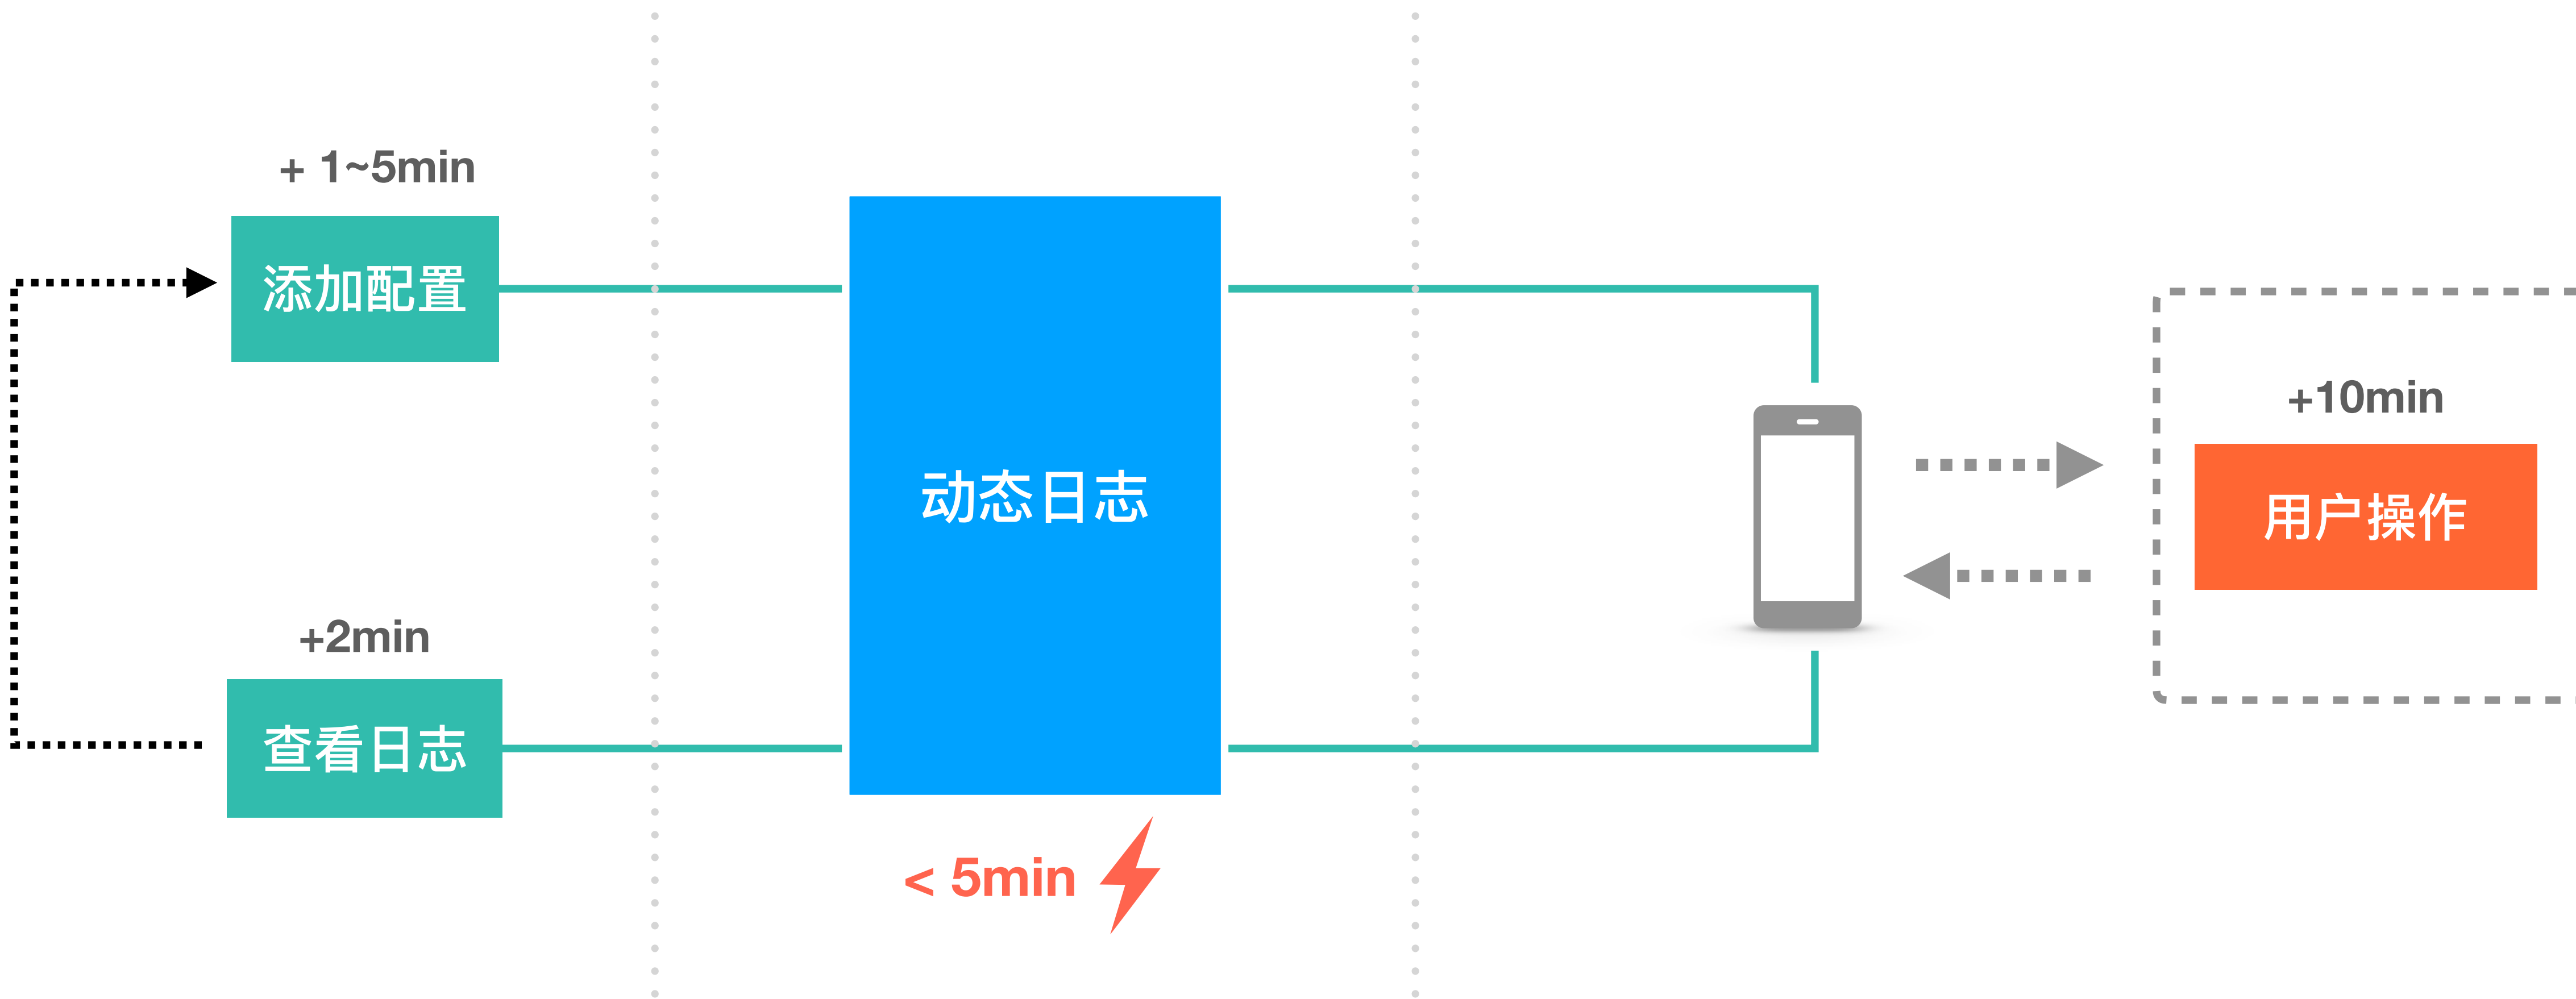 + 1~5min
添加配置
动态日志
+10min
用户操作
+2min
查看日志
< 5min